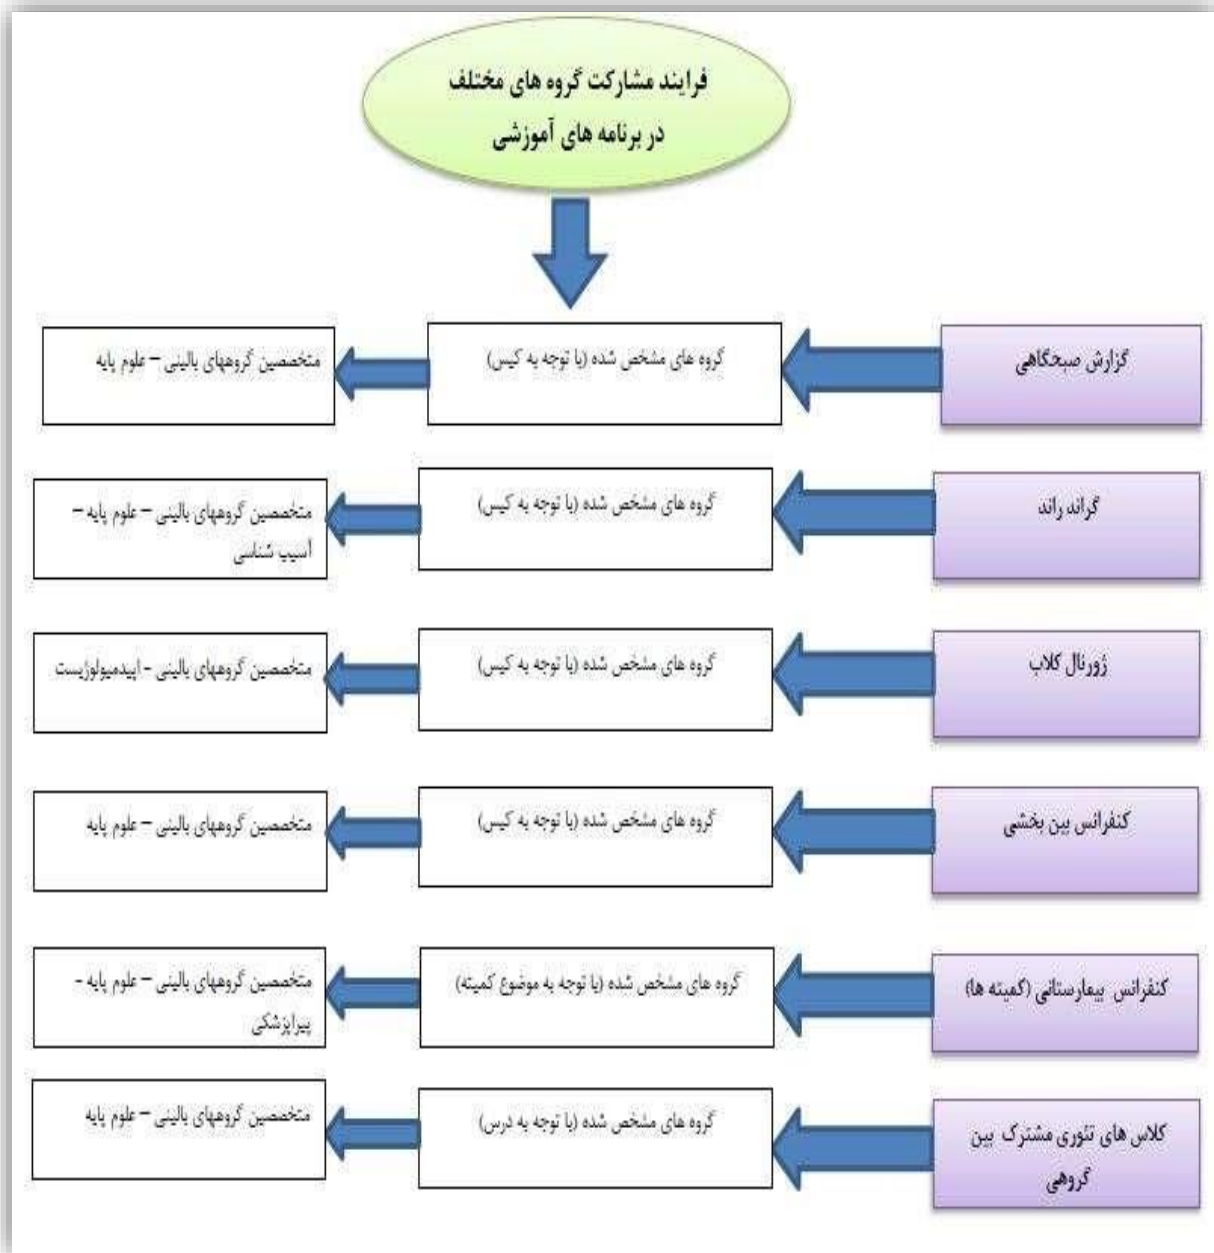 فرایند مشارکت گروه های مختلف
در برنامه های آموزشی
گزارش صبحگاهی
گروه های مشخص شده (با توجه به کیس)
متخصصین گروههای بالینی – علوم پایه
گراند راند
گروه های مشخص شده (با توجه به کیس)
متخصصین گروههای بالینی – علوم پایه –
آسیب شناسی
ژورنال کلاب
گروه های مشخص شده (با توجه به کیس)
متخصصین گروههای بالینی - اپیدمیولوژیست
کنفرانس بین بخشی
گروه های مشخص شده (با توجه به کیس)
متخصصین گروههای بالینی – علوم پایه
کنفرانس بیمارستانی (کمیته ها)
گروه های مشخص شده (با توجه به موضوع کمیته)
متخصصین گروههای بالینی – علوم پایه -
پیراپزشکی
کلاس های تئوری مشترک بین
گروهی
گروه های مشخص شده (با توجه به درس)
متخصصین گروههای بالینی – علوم پایه